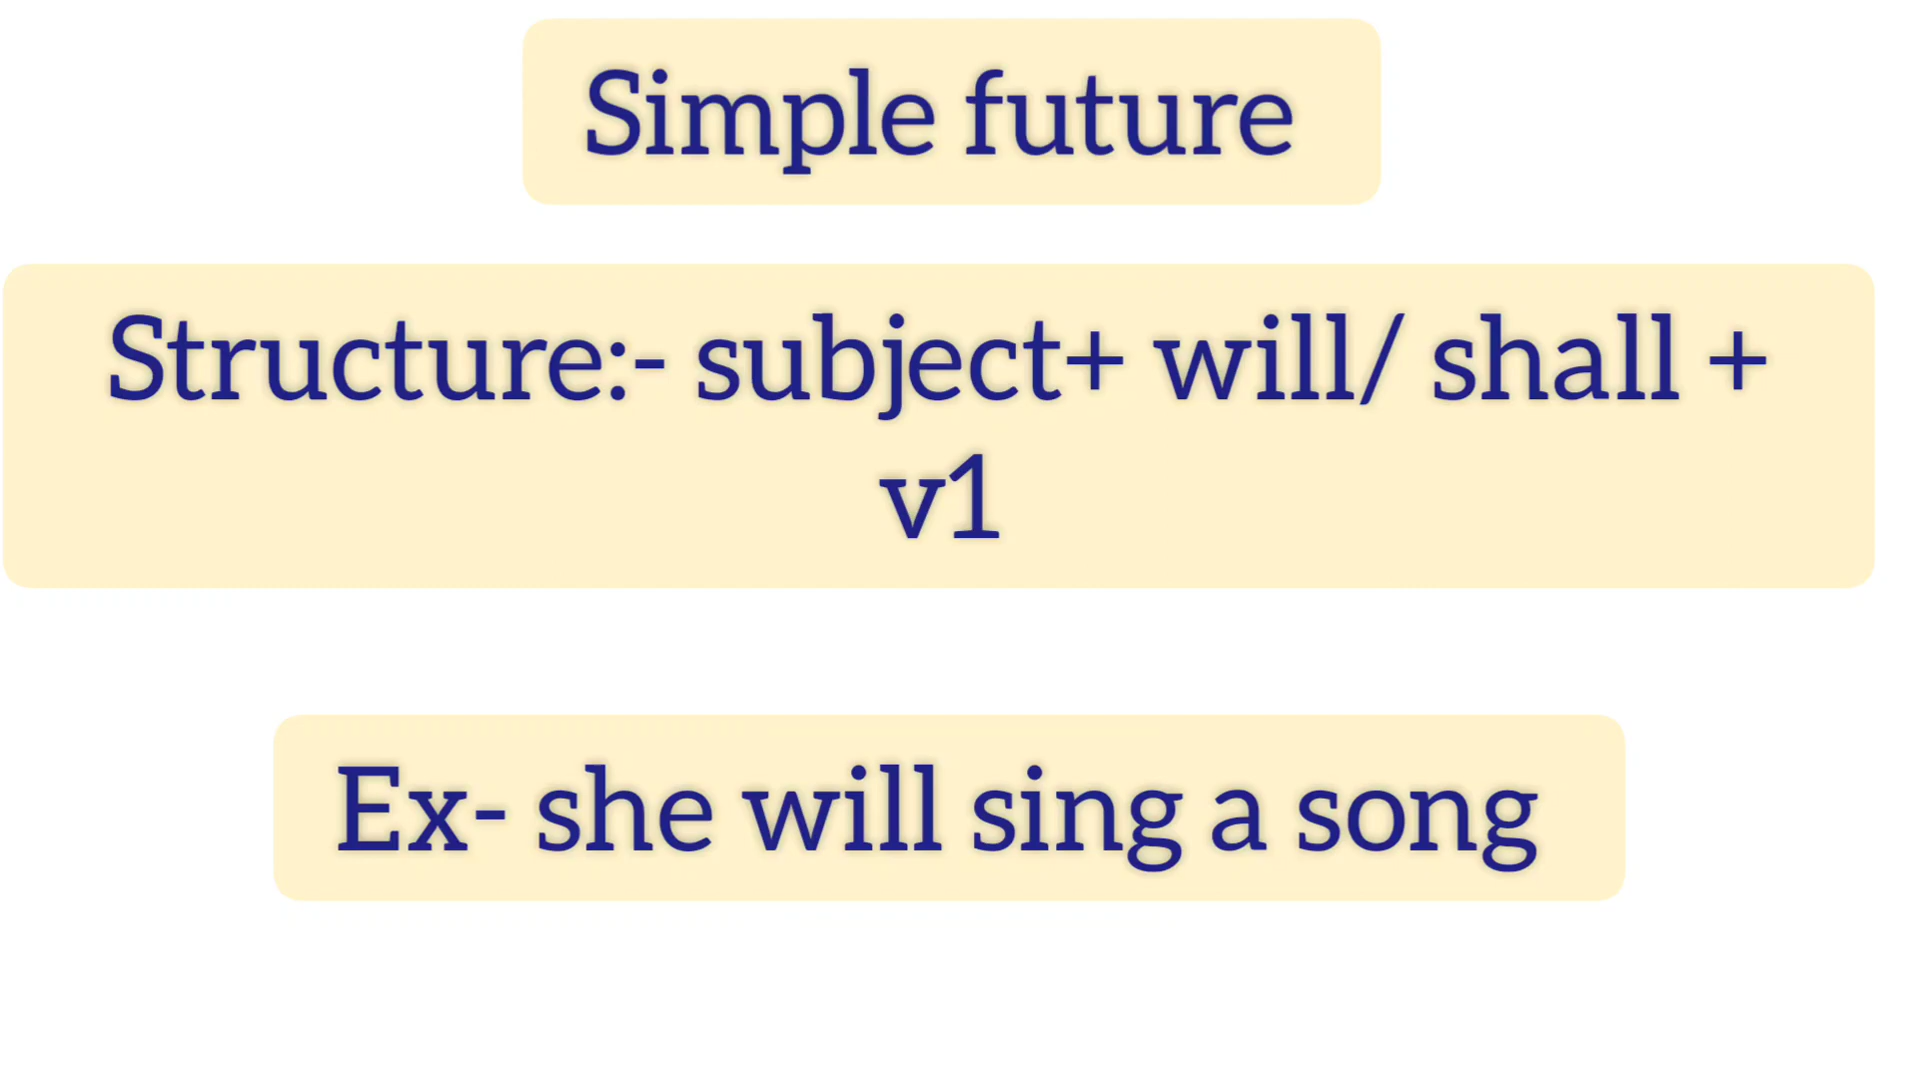 Simple future
Structure:- subject+ will/ shall +
v1
Ex- she will sing a song